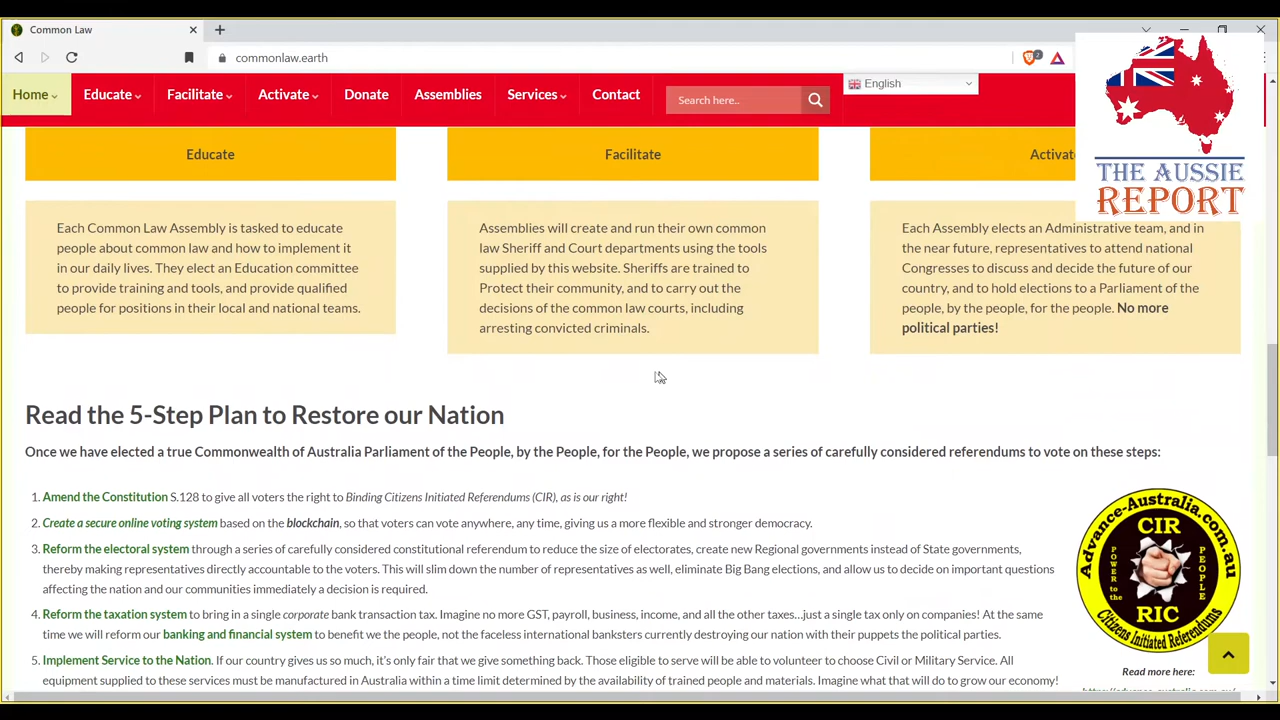 Common Law
commonlaw.earth
2
Home
Educate
Facilitate
Activate
Donate
Assemblies
Services
Contact
Search here..
English
THE AUSSIE
REPORT
Educate
Facilitate
Each Common Law Assembly is tasked to educate
people about common law and how to implement it
in our daily lives. They elect an Education committee
to provide training and tools, and provide qualified
people for positions in their local and national teams.
Assemblies will create and run their own common
law Sheriff and Court departments using the tools
supplied by this website. Sheriffs are trained to
Protect their community, and to carry out the
decisions of the common law courts, including
arresting convicted criminals.
Each Assembly elects an Administrative team, and in
the near future, representatives to attend national
Congresses to discuss and decide the future of our
country, and to hold elections to a Parliament of the
people, by the people, for the people. No more
political parties!
Read the 5-Step Plan to Restore our Nation
Once we have elected a true Commonwealth of Australia Parliament of the People, by the People, for the People, we propose a series of carefully considered referendums to vote on these steps:
1. Amend the Constitution S.128 to give all voters the right to Binding Citizens Initiated Referendums (CIR), as is our right!
2. Create a secure online voting system based on the blockchain, so that voters can vote anywhere, any time, giving us a more flexible and stronger democracy.
3. Reform the electoral system through a series of carefully considered constitutional referendum to reduce the size of electorates, create new Regional governments instead of State governments,
thereby making representatives directly accountable to the voters. This will slim down the number of representatives as well, eliminate Big Bang elections, and allow us to decide on important questions
affecting the nation and our communities immediately a decision is required.
4. Reform the taxation system to bring in a single corporate bank transaction tax. Imagine no more GST, payroll, business, income, and all the other taxes...just a single tax only on companies! At the same
time we will reform our banking and financial system to benefit we the people, not the faceless international banksters currently destroying our nation with their puppets the political parties.
5. Implement Service to the Nation. If our country gives us so much, it's only fair that we give something back. Those eligible to serve will be able to volunteer to choose Civil or Military Service. All
equipment supplied to these services must be manufactured in Australia within a time limit determined by the availability of trained people and materials. Imagine what that will do to grow our economy!
Advance-Australia.com.au
CIR
POWER to the
PEOPLE
RIC
Citizens Initiated Referendums
Read more here: